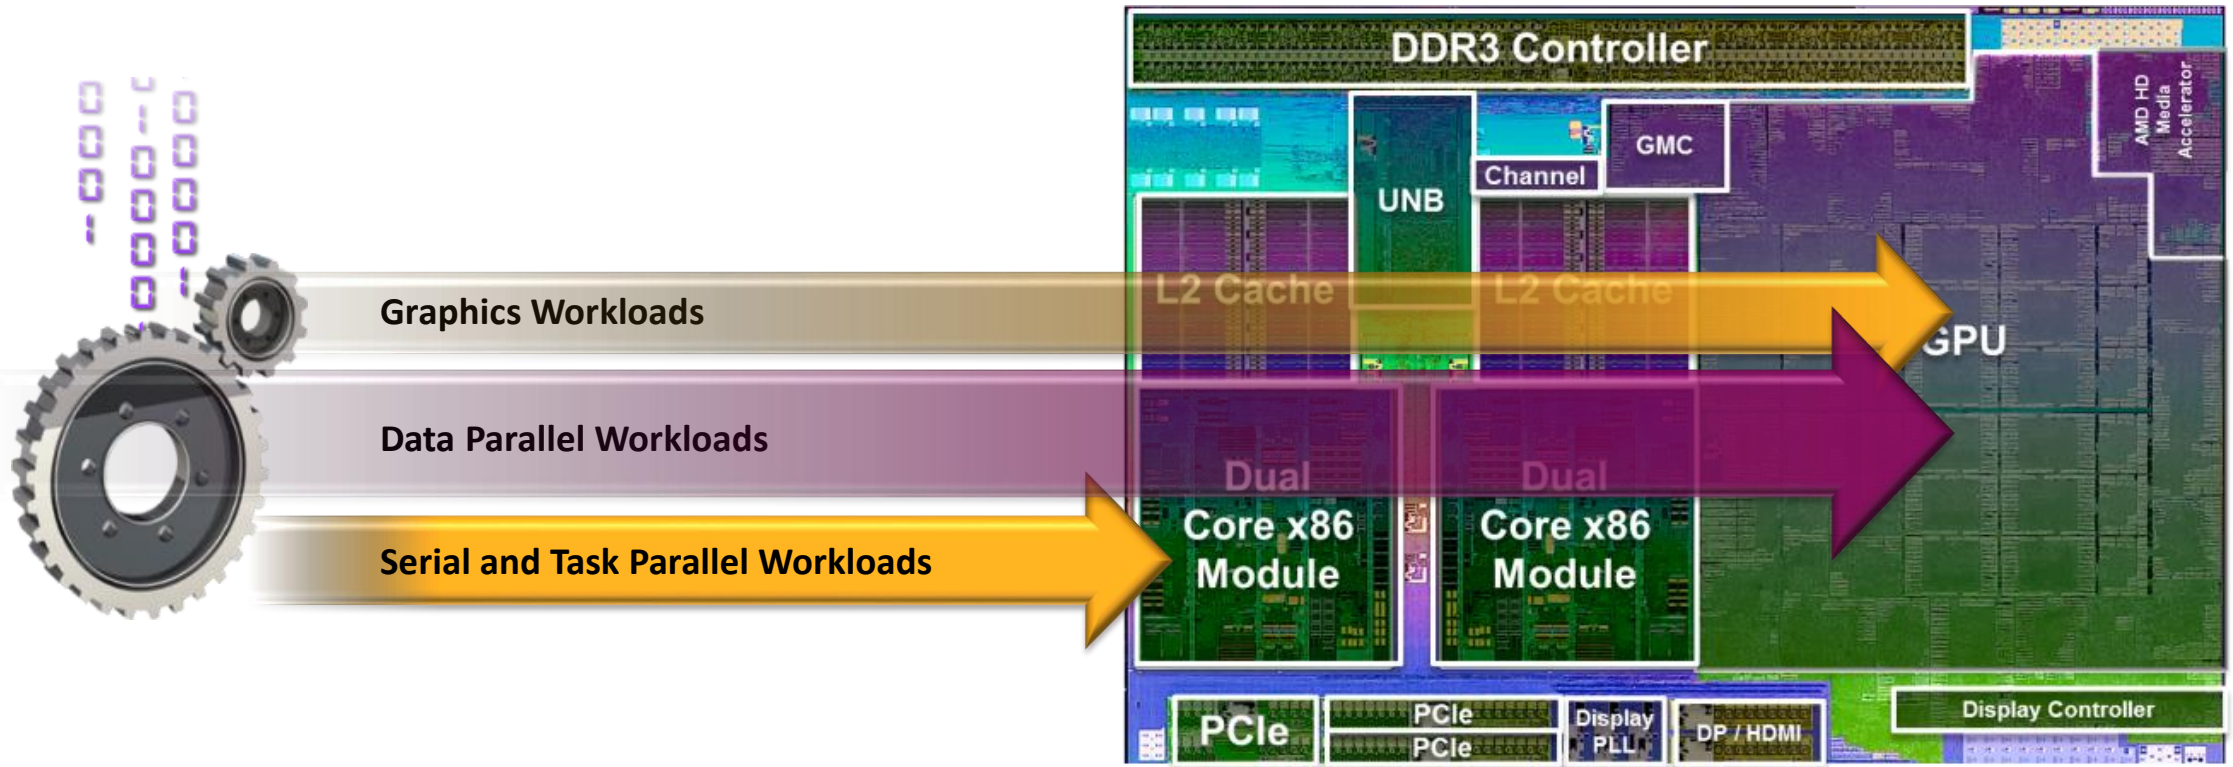 DDR3 Controller
AMD HD
Media
Accelerator
GMC
Channel
UNB
L2 Cache
L2 Cache
Graphics Workloads
GPU
Data Parallel Workloads
Dual
Core x86
Module
Dual
Core x86
Module
Serial and Task Parallel Workloads
PCIe
PCIe
PCIe
Display
PLL
DP / HDMI
Display Controller